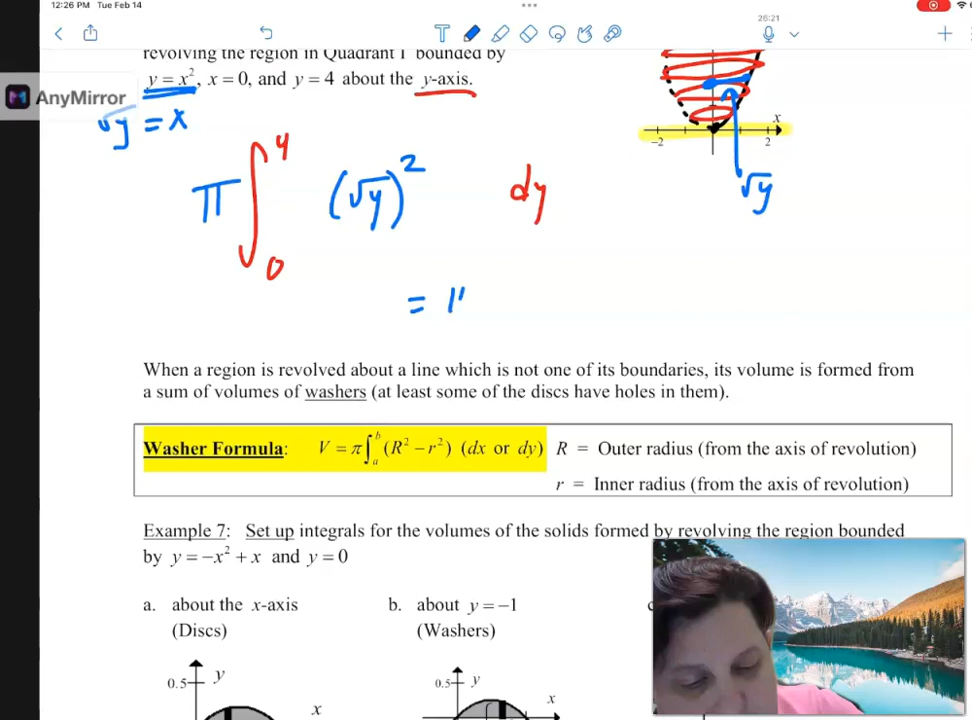 12:26 PM Tue Feb 14
26:21
revolving the region in Quadrant I bounded by
y = x², x = 0, and y = 4 about the y-axis.
AnyMirror
√y = x
x
-2
2
√y
π ∫₀⁴ (√y)² dy
=
When a region is revolved about a line which is not one of its boundaries, its volume is formed from
a sum of volumes of washers (at least some of the discs have holes in them).
Washer Formula: V = π∫ₐᵇ (R² − r²) (dx or dy) R = Outer radius (from the axis of revolution)
r = Inner radius (from the axis of revolution)
Example 7: Set up integrals for the volumes of the solids formed by revolving the region bounded
by y = −x² + x and y = 0
a. about the x-axis
(Discs)
b. about y = −1
(Washers)
0.5
y
x
0.5
y
x